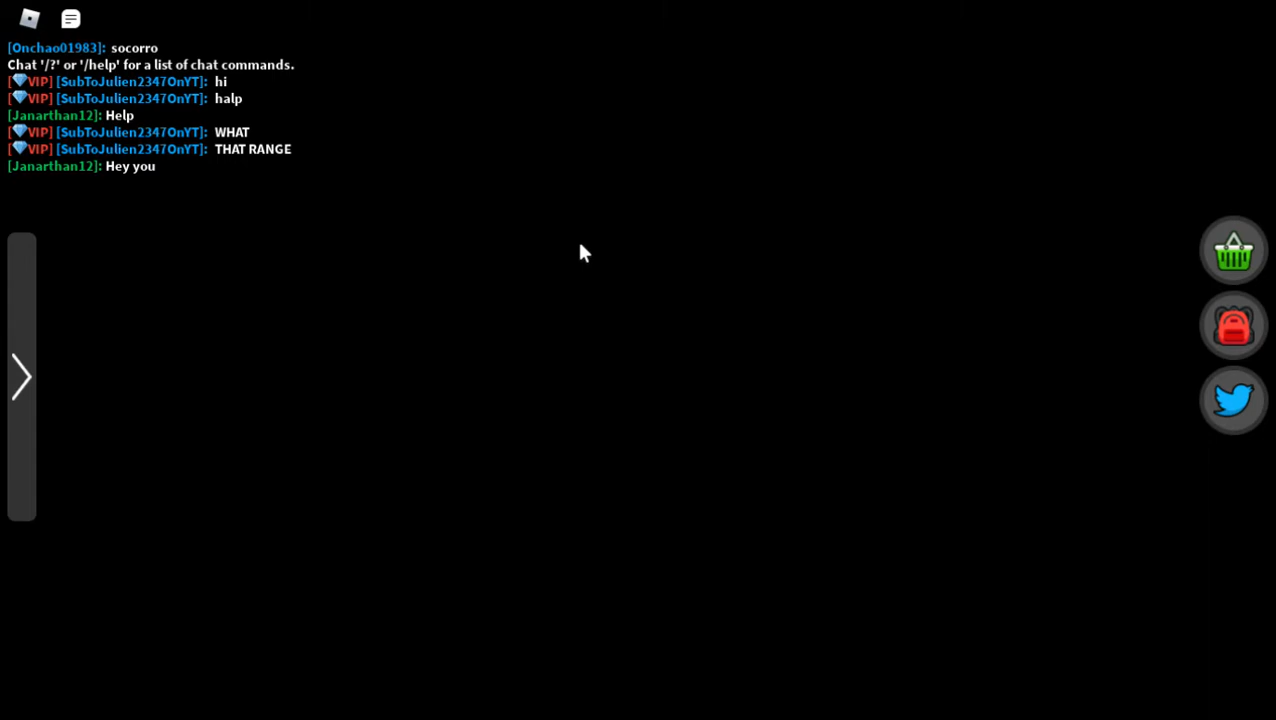 [Onchao01983]: socorro
Chat '/?' or '/help' for a list of chat commands.
[💎VIP] [SubToJulien2347OnYT]: hi
[💎VIP] [SubToJulien2347OnYT]: halp
[Janarthan12]: Help
[💎VIP] [SubToJulien2347OnYT]: WHAT
[💎VIP] [SubToJulien2347OnYT]: THAT RANGE
[Janarthan12]: Hey you